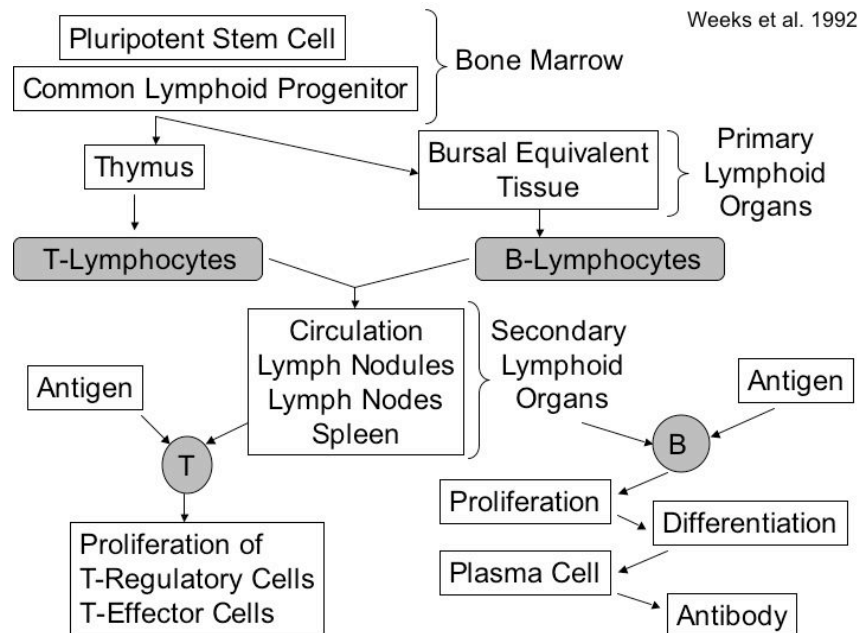 Weeks et al. 1992
Pluripotent Stem Cell
Common Lymphoid Progenitor
Bone Marrow
Thymus
Bursal Equivalent
Tissue
Primary
Lymphoid
Organs
T-Lymphocytes
B-Lymphocytes
Circulation
Lymph Nodules
Lymph Nodes
Spleen
Secondary
Lymphoid
Organs
Antigen
Antigen
T
B
Proliferation of
T-Regulatory Cells
T-Effector Cells
Proliferation
Differentiation
Plasma Cell
Antibody